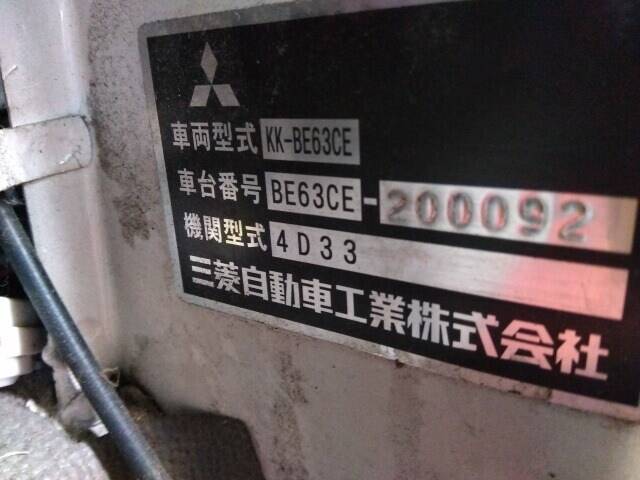 車両型式 KK-BE63CE
車台番号 BE63CE-200092
機関型式 4D33
三菱自動車工業株式会社